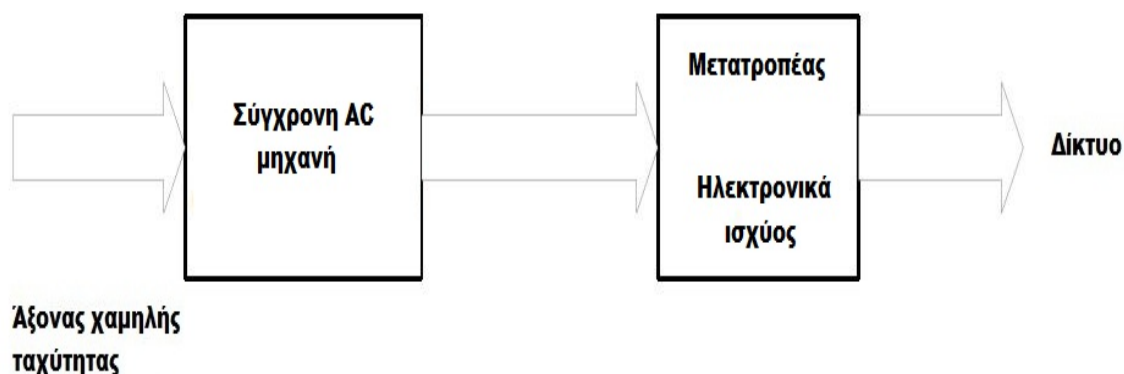 Σύγχρονη AC
μηχανή
Μετατροπέας
Ηλεκτρονικά
ισχύος
Δίκτυο
Άξονας χαμηλής
ταχύτητας